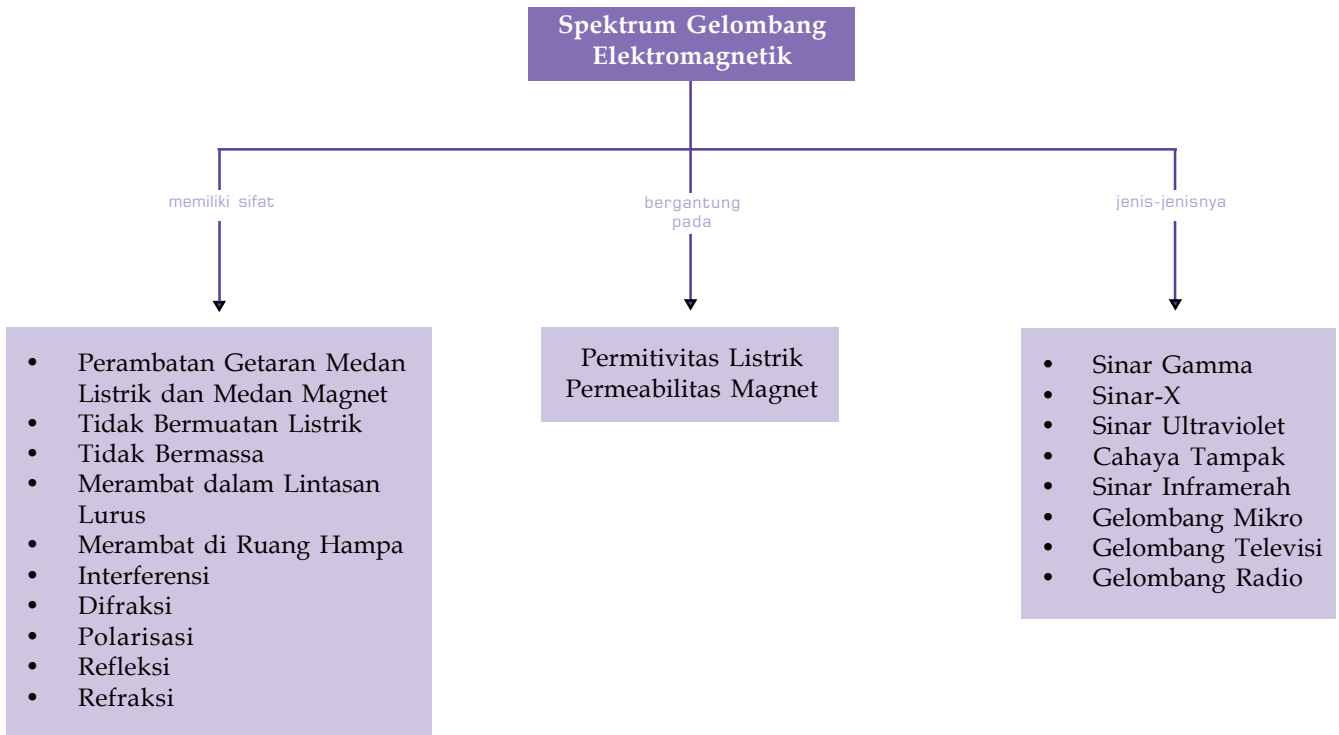 Spektrum Gelombang
Elektromagnetik
memiliki sifat
bergantung
pada
jenis-jenisnya
• Perambatan Getaran Medan
Listrik dan Medan Magnet
• Tidak Bermuatan Listrik
• Tidak Bermassa
• Merambat dalam Lintasan
Lurus
• Merambat di Ruang Hampa
• Interferensi
• Difraksi
• Polarisasi
• Refleksi
• Refraksi
Permitivitas Listrik
Permeabilitas Magnet
• Sinar Gamma
• Sinar-X
• Sinar Ultraviolet
• Cahaya Tampak
• Sinar Inframerah
• Gelombang Mikro
• Gelombang Televisi
• Gelombang Radio